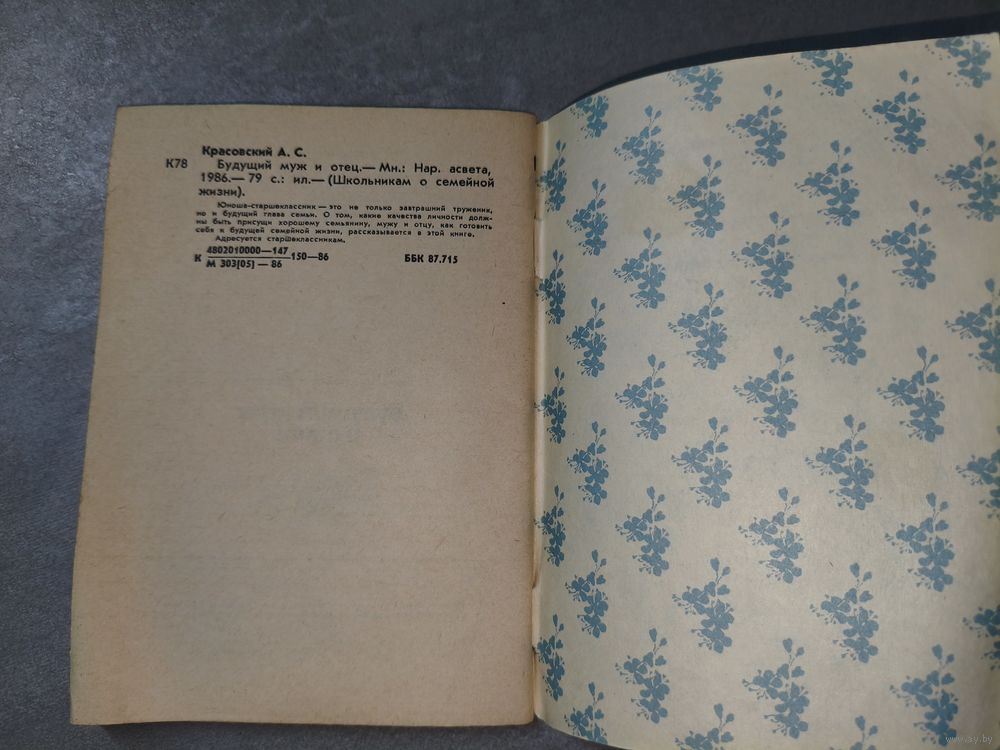 Красовский А. С.
К78 Будущий муж и отец.— Мн.: Нар. асвета,
1986.— 79 с.: ил.— (Школьникам о семейной
жизни).
Юноша-старшеклассник — это не только завтрашний труженик,
но и будущий глава семьи. О том, какие качества личности долж-
ны быть присущи хорошему семьянину, мужу и отцу, как готовить
себя к будущей семейной жизни, рассказывается в этой книге.
Адресуется старшеклассникам.
К 4802010000—147 150—86 ББК 87.715
М 303[05] — 86
www.ay.by